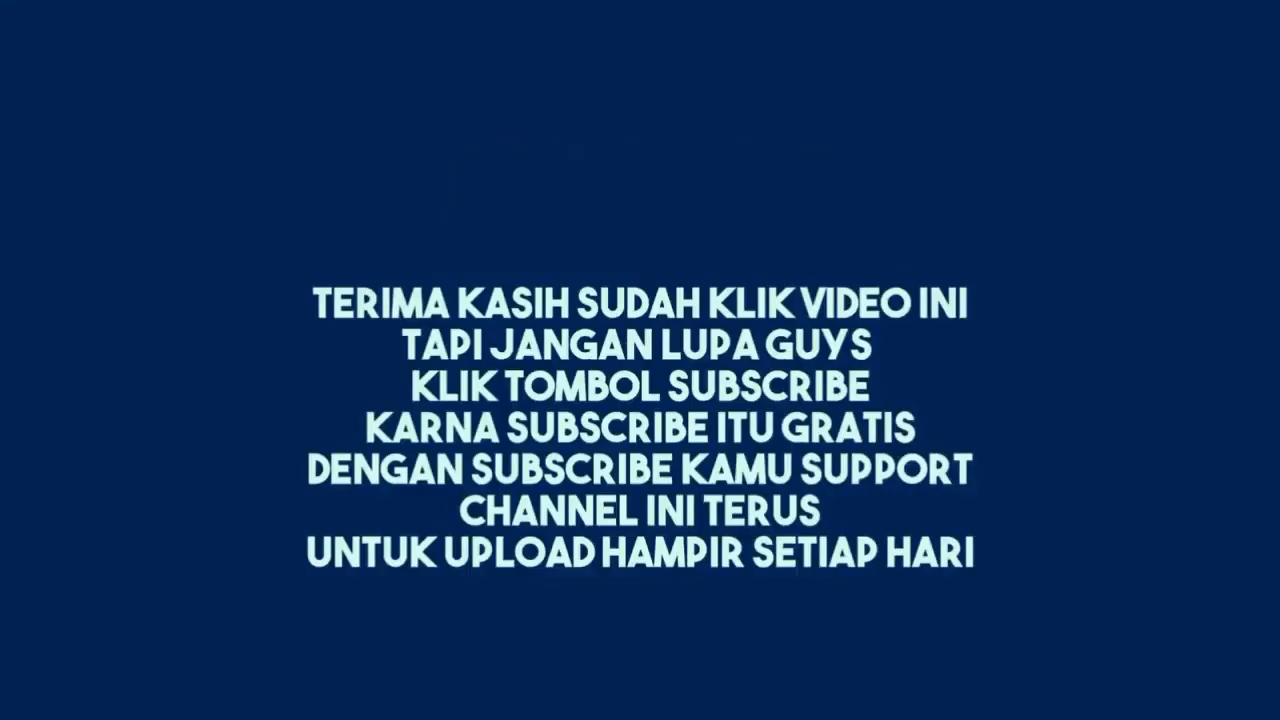 TERIMA KASIH SUDAH KLIK VIDEO INI
TAPI JANGAN LUPA GUYS
KLIK TOMBOL SUBSCRIBE
KARNA SUBSCRIBE ITU GRATIS
DENGAN SUBSCRIBE KAMU SUPPORT
CHANNEL INI TERUS
UNTUK UPLOAD HAMPIR SETIAP HARI